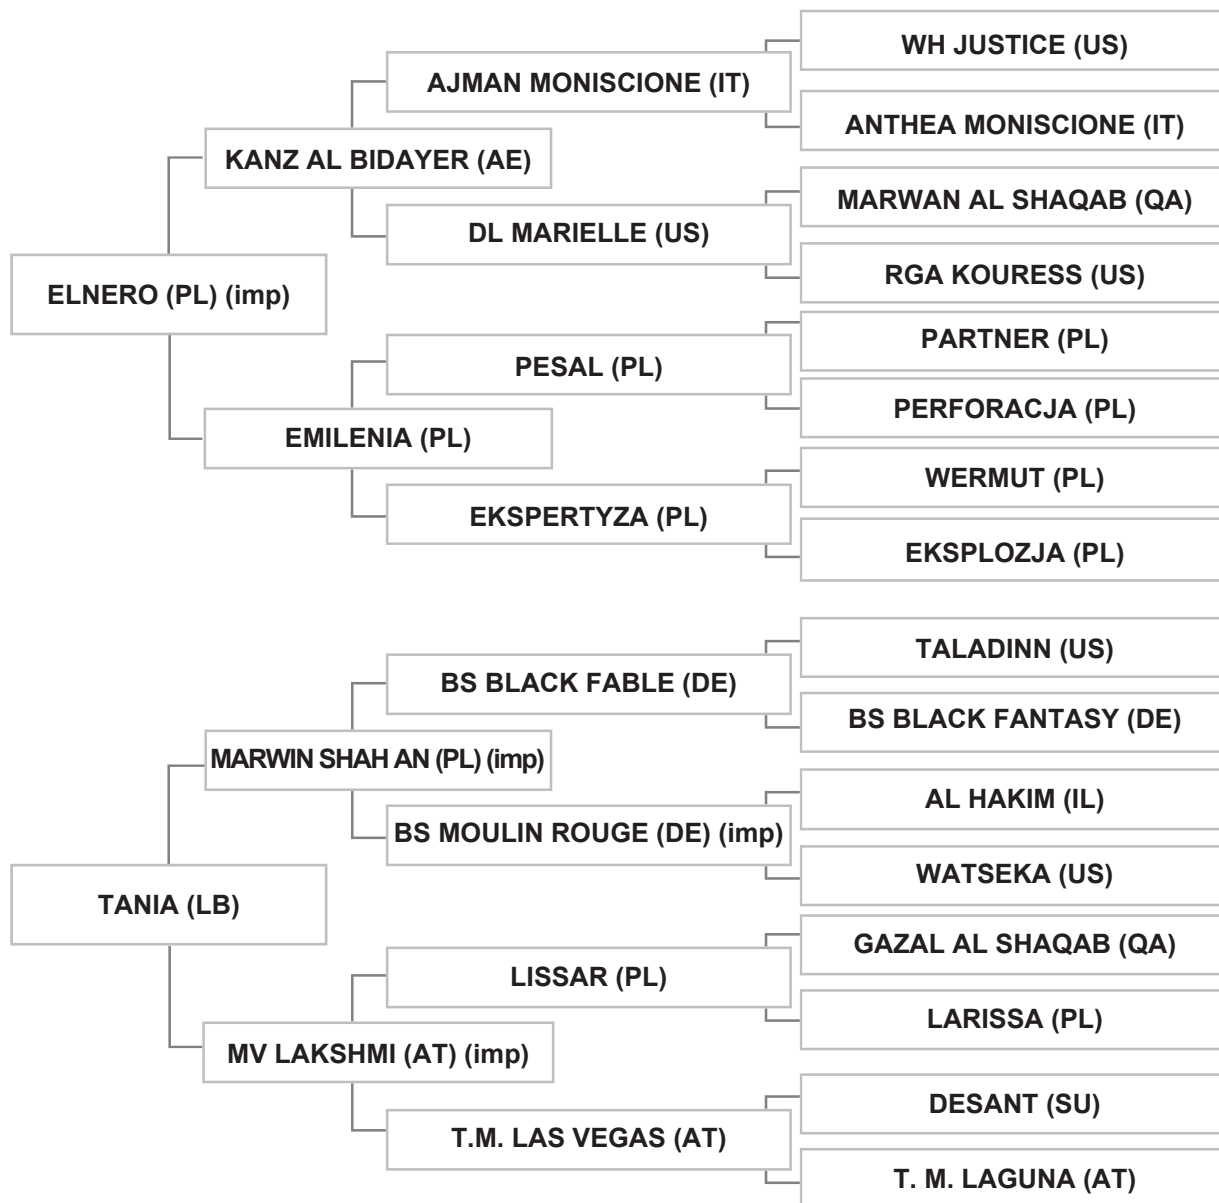 WH JUSTICE (US)
AJMAN MONISCIONE (IT)
ANTHEA MONISCIONE (IT)
KANZ AL BIDAYER (AE)
MARWAN AL SHAQAB (QA)
DL MARIELLE (US)
RGA KOURESS (US)
ELNERO (PL) (imp)
PARTNER (PL)
PESAL (PL)
PERFORACJA (PL)
EMILENIA (PL)
WERMUT (PL)
EKSPERTYZA (PL)
EKSPLOZJA (PL)
TALADINN (US)
BS BLACK FABLE (DE)
BS BLACK FANTASY (DE)
MARWIN SHAH AN (PL) (imp)
AL HAKIM (IL)
BS MOULIN ROUGE (DE) (imp)
WATSEKA (US)
TANIA (LB)
GAZAL AL SHAQAB (QA)
LISSAR (PL)
LARISSA (PL)
MV LAKSHMI (AT) (imp)
DESANT (SU)
T.M. LAS VEGAS (AT)
T. M. LAGUNA (AT)